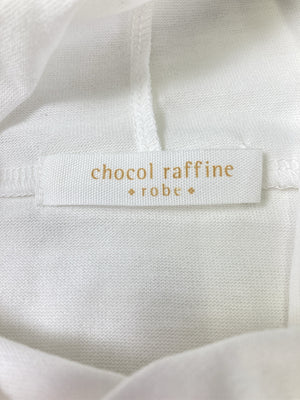 chocol raffine
◆ robe ◆